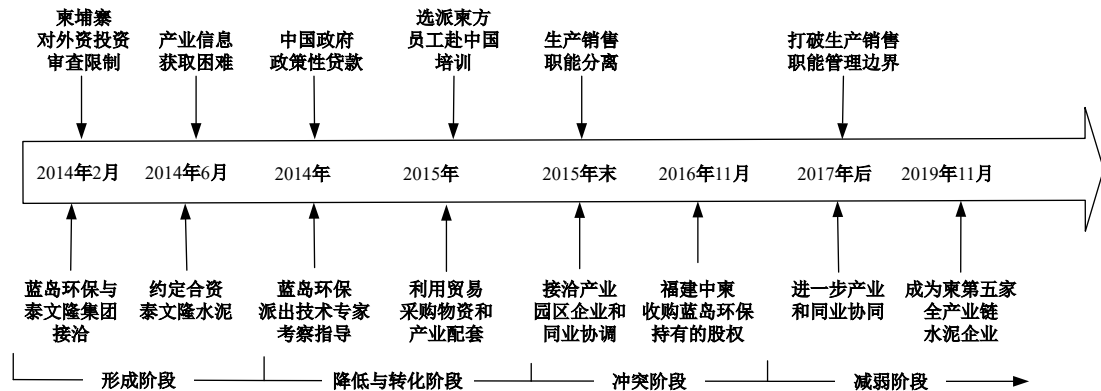 柬埔寨
对外资投资
审查限制
产业信息
获取困难
中国政府
政策性贷款
选派柬方
员工赴中国
培训
生产销售
职能分离
打破生产销售
职能管理边界
2014年2月
2014年6月
2014年
2015年
2015年末
2016年11月
2017年后
2019年11月
蓝岛环保与
泰文隆集团
接洽
约定合资
泰文隆水泥
蓝岛环保
派出技术专家
考察指导
利用贸易
采购物资和
产业配套
接洽产业
园区企业和
同业协调
福建中柬
收购蓝岛环保
持有的股权
进一步产业
和同业协同
成为柬第五家
全产业链
水泥企业
形成阶段
降低与转化阶段
冲突阶段
减弱阶段